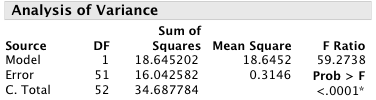 Analysis of Variance
Sum of
Source DF Squares Mean Square F Ratio
Model 1 18.645202 18.6452 59.2738
Error 51 16.042582 0.3146 Prob > F
C. Total 52 34.687784 <.0001*